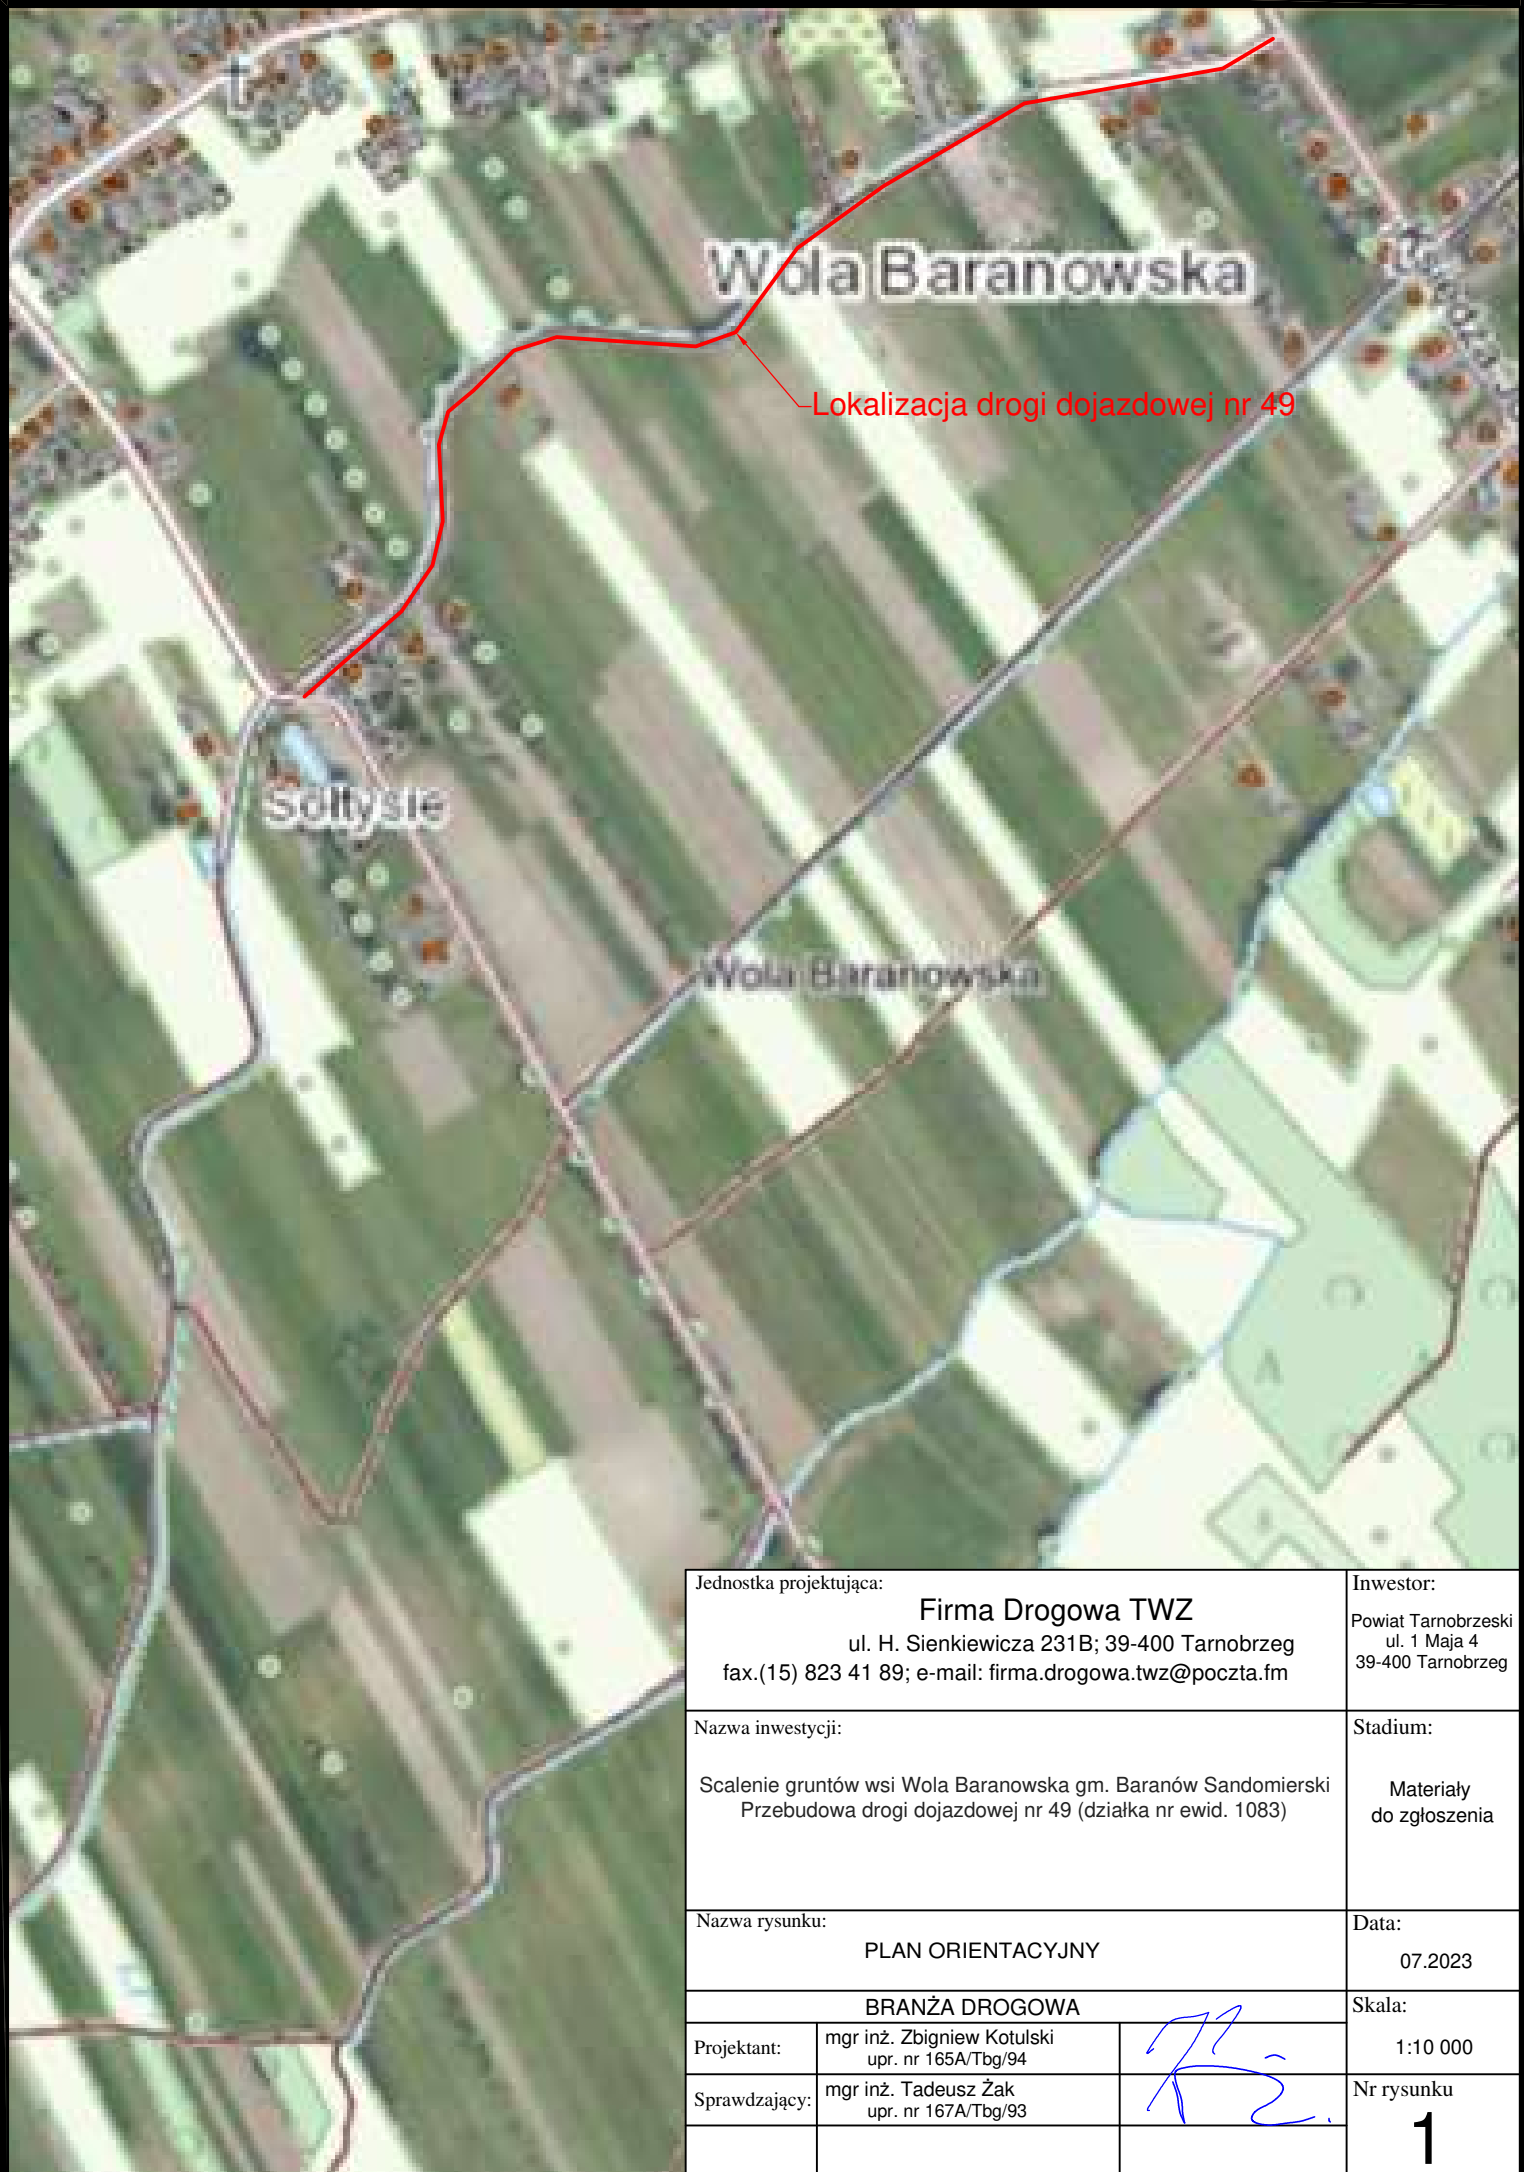 Wola Baranowska
Lokalizacja drogi dojazdowej nr 49
Sołtysie
Wola Baranowska
Jednostka projektująca:
Firma Drogowa TWZ
ul. H. Sienkiewicza 231B; 39-400 Tarnobrzeg
fax.(15) 823 41 89; e-mail: firma.drogowa.twz@poczta.fm
Inwestor:
Powiat Tarnobrzeski
ul. 1 Maja 4
39-400 Tarnobrzeg
Nazwa inwestycji:
Scalenie gruntów wsi Wola Baranowska gm. Baranów Sandomierski
Przebudowa drogi dojazdowej nr 49 (działka nr ewid. 1083)
Stadium:
Materiały
do zgłoszenia
Nazwa rysunku:
PLAN ORIENTACYJNY
Data:
07.2023
BRANŻA DROGOWA
Skala:
1:10 000
Projektant:
mgr inż. Zbigniew Kotulski
upr. nr 165A/Tbg/94
Sprawdzający:
mgr inż. Tadeusz Żak
upr. nr 167A/Tbg/93
Nr rysunku
1